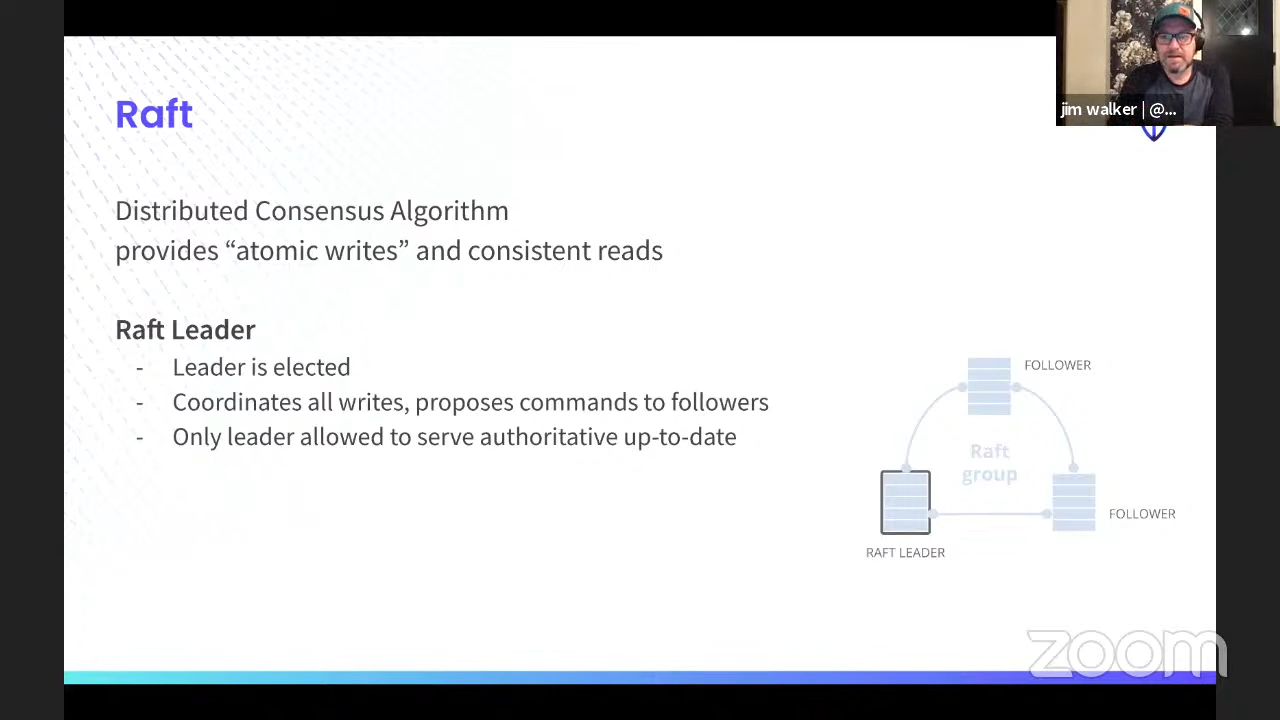 Raft
jim walker | @...
Distributed Consensus Algorithm
provides “atomic writes” and consistent reads
Raft Leader
- Leader is elected
- Coordinates all writes, proposes commands to followers
- Only leader allowed to serve authoritative up-to-date
FOLLOWER
Raft
group
FOLLOWER
RAFT LEADER
zoom